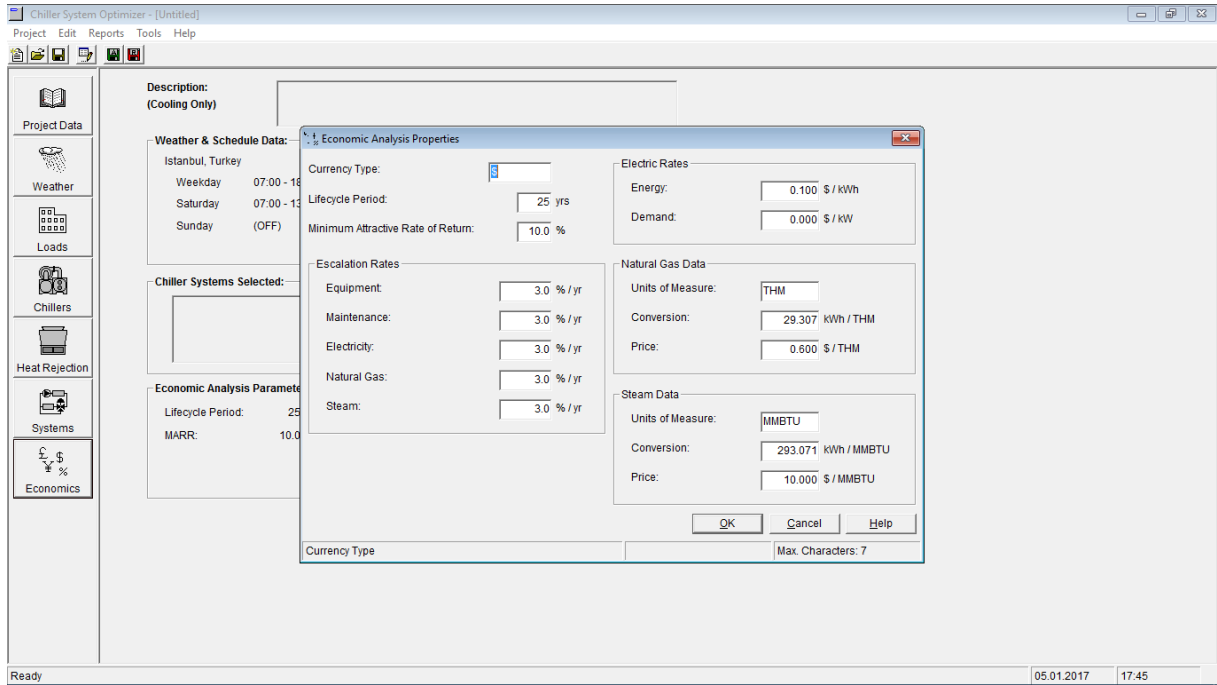 Chiller System Optimizer - [Untitled]
Project Edit Reports Tools Help
Project Data
Weather
Loads
Chillers
Heat Rejection
Systems
£ $ ¥ %
Economics
Description:
(Cooling Only)
Weather & Schedule Data:
Istanbul, Turkey
Weekday 07:00 - 18
Saturday 07:00 - 13
Sunday (OFF)
Chiller Systems Selected:
Economic Analysis Paramete
Lifecycle Period: 25
MARR: 10.0
Economic Analysis Properties
Currency Type: $
Lifecycle Period: 25 yrs
Minimum Attractive Rate of Return: 10.0 %
Escalation Rates
Equipment: 3.0 % / yr
Maintenance: 3.0 % / yr
Electricity: 3.0 % / yr
Natural Gas: 3.0 % / yr
Steam: 3.0 % / yr
Electric Rates
Energy: 0.100 $ / kWh
Demand: 0.000 $ / kW
Natural Gas Data
Units of Measure: THM
Conversion: 29.307 kWh / THM
Price: 0.600 $ / THM
Steam Data
Units of Measure: MMBTU
Conversion: 293.071 kWh / MMBTU
Price: 10.000 $ / MMBTU
OK Cancel Help
Currency Type Max. Characters: 7
Ready 05.01.2017 17:45